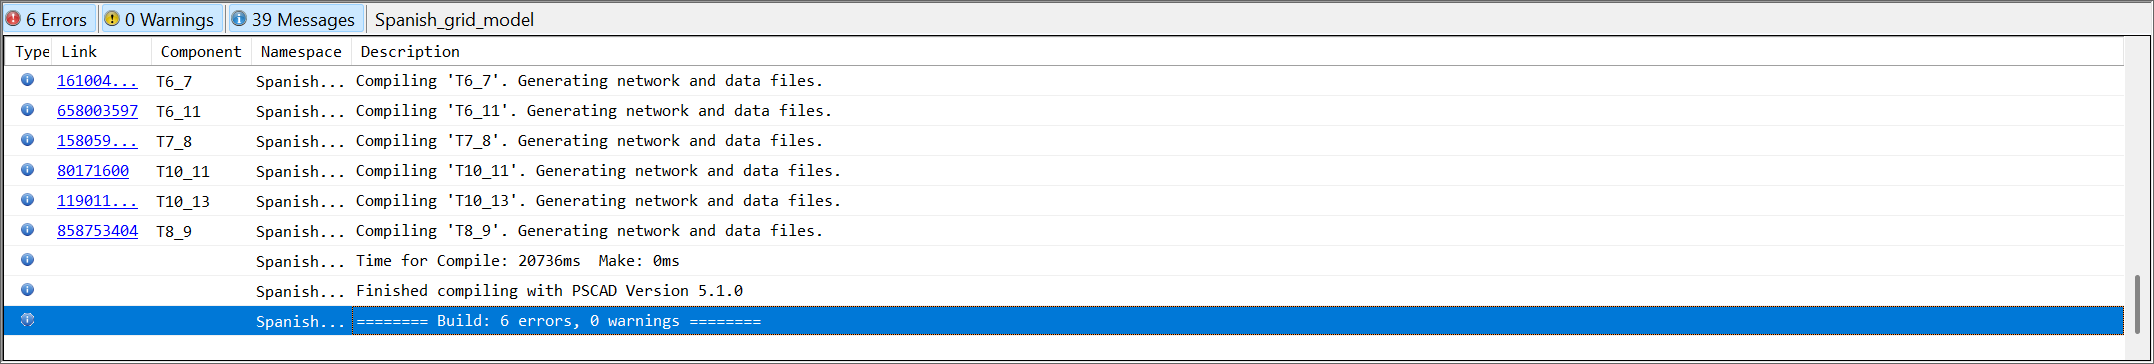 6 Errors 0 Warnings 39 Messages Spanish_grid_model
Type Link Component Namespace Description
161004... T6_7 Spanish... Compiling 'T6_7'. Generating network and data files.
658003597 T6_11 Spanish... Compiling 'T6_11'. Generating network and data files.
158059... T7_8 Spanish... Compiling 'T7_8'. Generating network and data files.
80171600 T10_11 Spanish... Compiling 'T10_11'. Generating network and data files.
119011... T10_13 Spanish... Compiling 'T10_13'. Generating network and data files.
858753404 T8_9 Spanish... Compiling 'T8_9'. Generating network and data files.
Spanish... Time for Compile: 20736ms  Make: 0ms
Spanish... Finished compiling with PSCAD Version 5.1.0
Spanish... ======== Build: 6 errors, 0 warnings ========